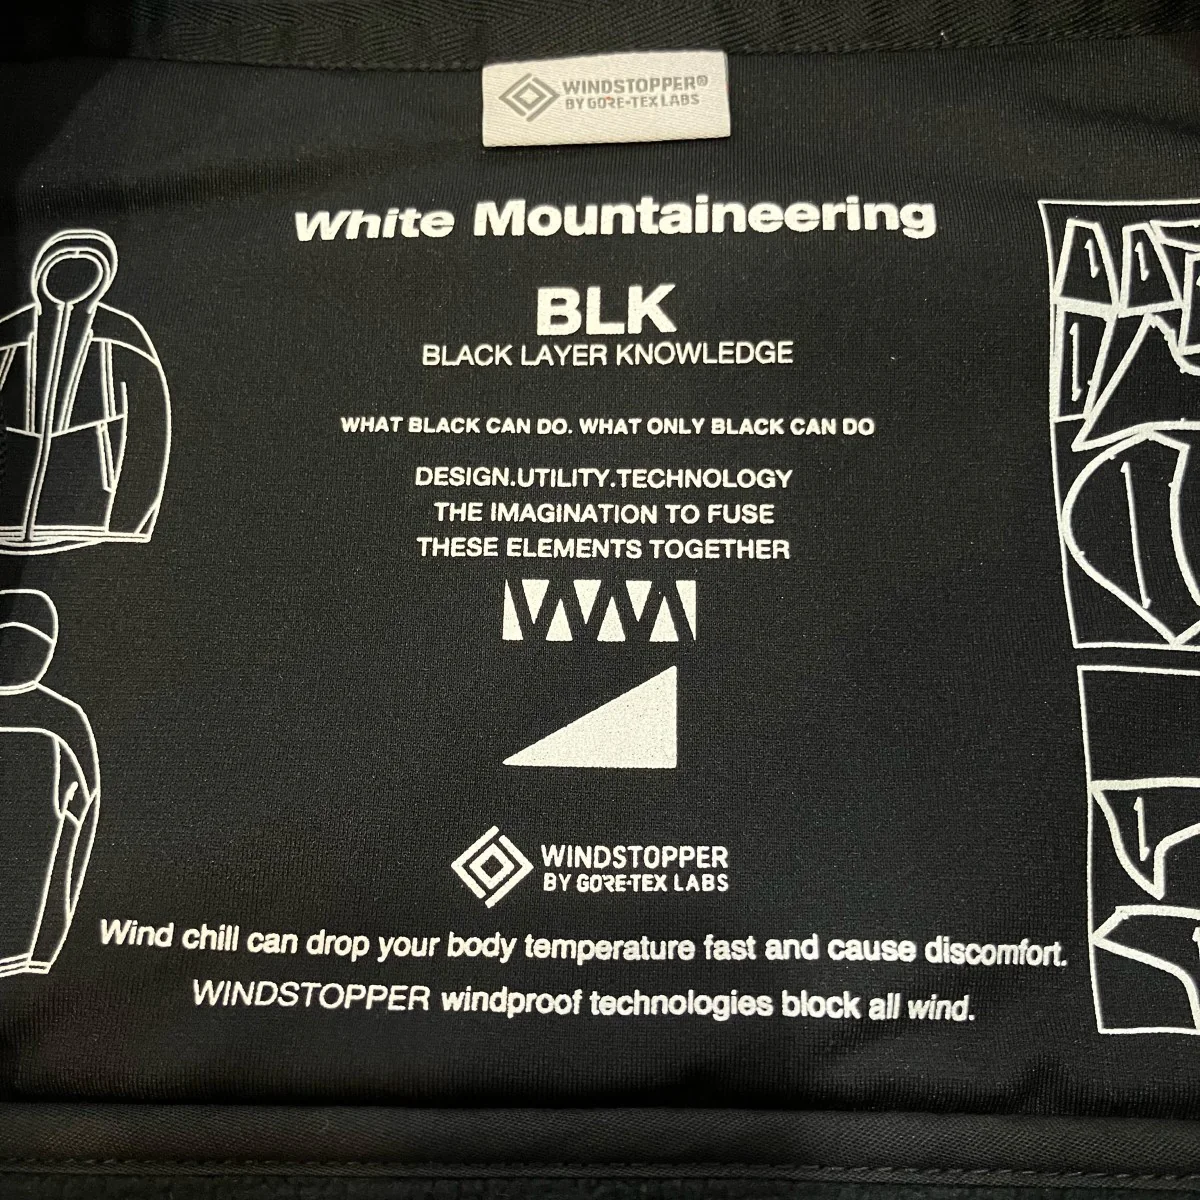 WINDSTOPPER®
BY GORE-TEX LABS
White Mountaineering
BLK
BLACK LAYER KNOWLEDGE
WHAT BLACK CAN DO. WHAT ONLY BLACK CAN DO
DESIGN.UTILITY.TECHNOLOGY
THE IMAGINATION TO FUSE
THESE ELEMENTS TOGETHER
WINDSTOPPER
BY GORE-TEX LABS
Wind chill can drop your body temperature fast and cause discomfort.
WINDSTOPPER windproof technologies block all wind.